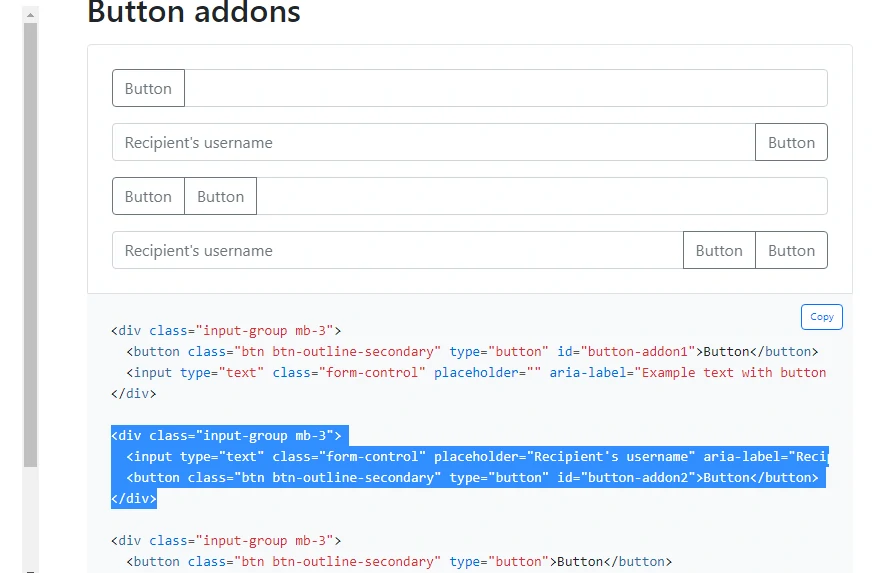 Button addons
Button
Recipient's username Button
Button Button
Recipient's username Button Button
Copy
<div class="input-group mb-3">
<button class="btn btn-outline-secondary" type="button" id="button-addon1">Button</button>
<input type="text" class="form-control" placeholder="" aria-label="Example text with button
</div>
<div class="input-group mb-3">
<input type="text" class="form-control" placeholder="Recipient's username" aria-label="Recip
<button class="btn btn-outline-secondary" type="button" id="button-addon2">Button</button>
</div>
<div class="input-group mb-3">
<button class="btn btn-outline-secondary" type="button">Button</button>